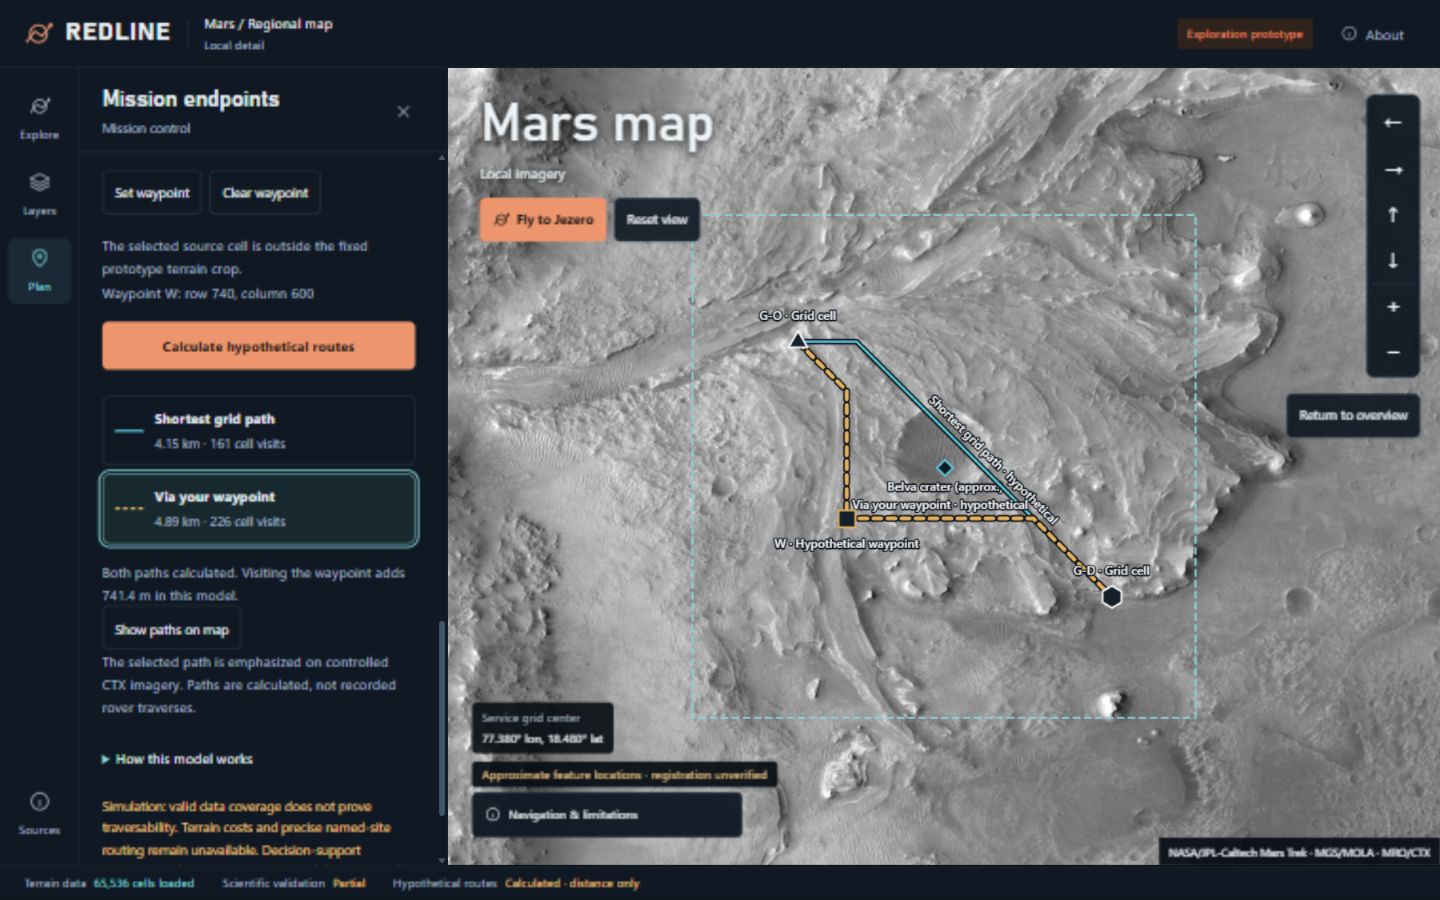 REDLINE
Mars / Regional map
Local detail
Exploration prototype
About
Explore
Layers
Plan
Sources
Mission endpoints
Mission control
Set waypoint
Clear waypoint
The selected source cell is outside the fixed
prototype terrain crop.
Waypoint W: row 740, column 600
Calculate hypothetical routes
Shortest grid path
4.15 km · 161 cell visits
Via your waypoint
4.89 km · 226 cell visits
Both paths calculated. Visiting the waypoint adds
741.4 m in this model.
Show paths on map
The selected path is emphasized on controlled
CTX imagery. Paths are calculated, not recorded
rover traverses.
How this model works
Simulation: valid data coverage does not prove
traversability. Terrain costs and precise named-site
routing remain unavailable. Decision-support
Mars map
Local imagery
Fly to Jezero
Reset view
Return to overview
G-O · Grid cell
Shortest grid path · hypothetical
Belva crater (approx.)
Via your waypoint · hypothetical
W · Hypothetical waypoint
G-D · Grid cell
Service grid center
77.380° lon, 18.480° lat
Approximate feature locations · registration unverified
Navigation & limitations
NASA/JPL-Caltech Mars Trek · MGS/MOLA · MRO/CTX
Terrain data 65,536 cells loaded
Scientific validation Partial
Hypothetical routes Calculated · distance only